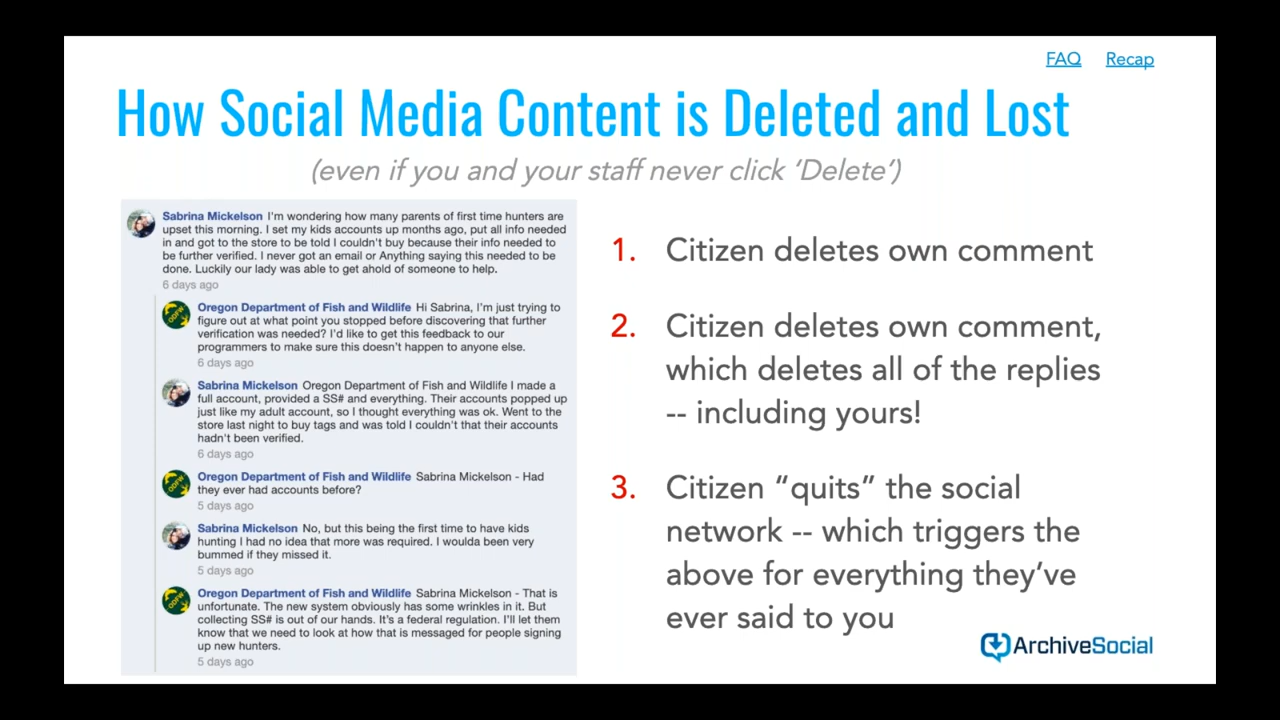 FAQ Recap
How Social Media Content is Deleted and Lost
(even if you and your staff never click ‘Delete’)
Sabrina Mickelson I'm wondering how many parents of first time hunters are
upset this morning. I set my kids accounts up months ago, put all info needed
in and got to the store to be told I couldn't buy because their info needed to
be further verified. I never got an email or Anything saying this needed to be
done. Luckily our lady was able to get ahold of someone to help.
6 days ago
Oregon Department of Fish and Wildlife Hi Sabrina, I'm just trying to
figure out at what point you stopped before discovering that further
verification was needed? I'd like to get this feedback to our
programmers to make sure this doesn't happen to anyone else.
6 days ago
Sabrina Mickelson Oregon Department of Fish and Wildlife I made a
full account, provided a SS# and everything. Their accounts popped up
just like my adult account, so I thought everything was ok. Went to the
store last night to buy tags and was told I couldn't that their accounts
hadn't been verified.
6 days ago
Oregon Department of Fish and Wildlife Sabrina Mickelson - Had
they ever had accounts before?
5 days ago
Sabrina Mickelson No, but this being the first time to have kids
hunting I had no idea that more was required. I woulda been very
bummed if they missed it.
5 days ago
Oregon Department of Fish and Wildlife Sabrina Mickelson - That is
unfortunate. The new system obviously has some wrinkles in it. But
collecting SS# is out of our hands. It's a federal regulation. I'll let them
know that we need to look at how that is messaged for people signing
up new hunters.
5 days ago
1. Citizen deletes own comment
2. Citizen deletes own comment,
which deletes all of the replies
-- including yours!
3. Citizen “quits” the social
network -- which triggers the
above for everything they’ve
ever said to you
ArchiveSocial